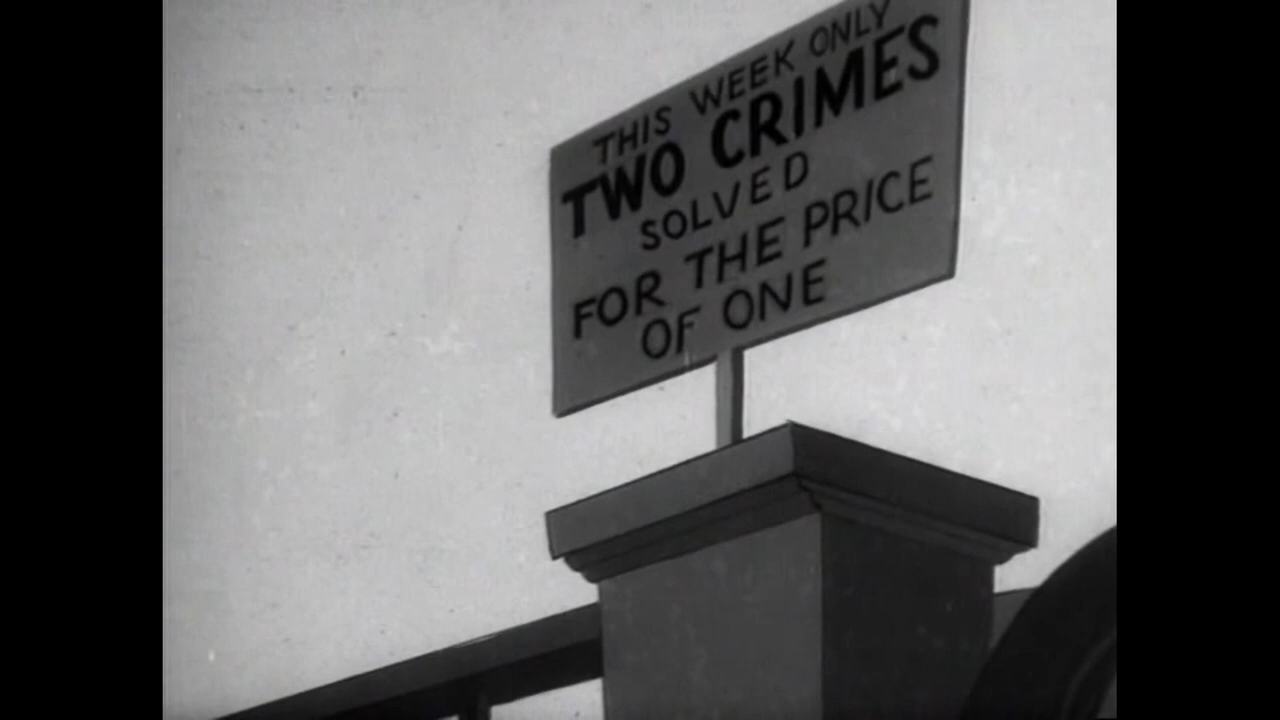 THIS WEEK ONLY
TWO CRIMES
SOLVED
FOR THE PRICE
OF ONE